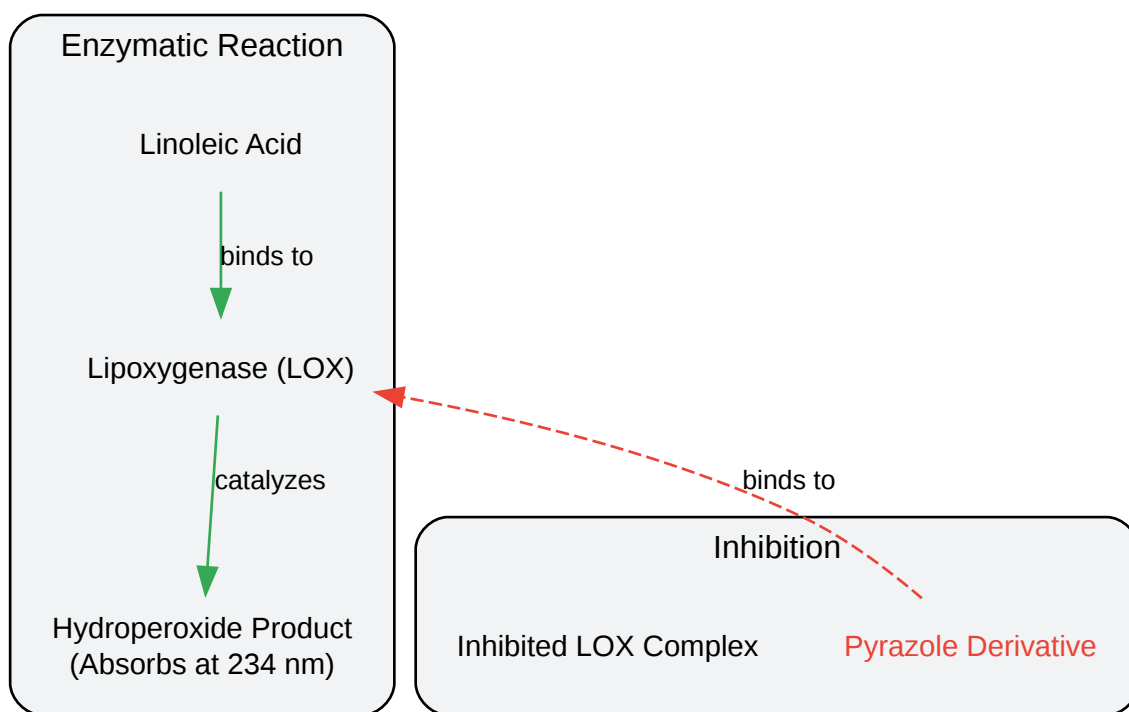 Enzymatic Reaction
Linoleic Acid
binds to
Lipoxygenase (LOX)
catalyzes
Hydroperoxide Product
(Absorbs at 234 nm)
binds to
Inhibition
Inhibited LOX Complex
Pyrazole Derivative